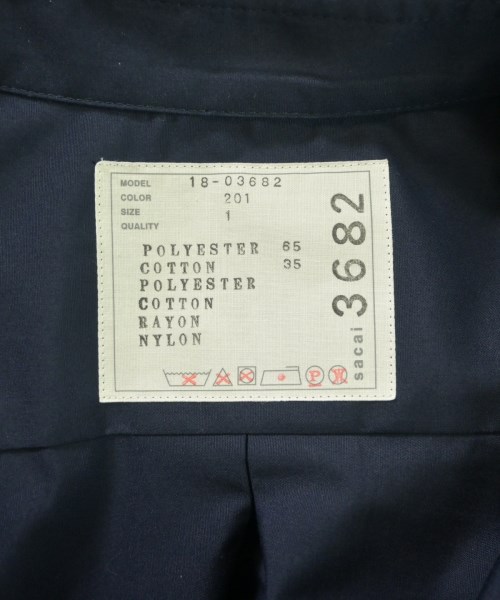 MODEL 18-03682
COLOR 201
SIZE 1
QUALITY
POLYESTER 65
COTTON 35
POLYESTER
COTTON
RAYON
NYLON
P
W
sacai 3682